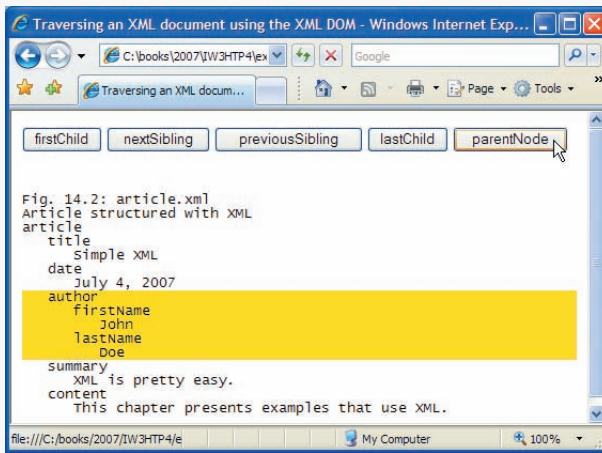 Traversing an XML document using the XML DOM - Windows Internet Exp...
C:\books\2007\IW3HTP4\ex
Google
Traversing an XML docum...
Page
Tools
»
firstChild
nextSibling
previousSibling
lastChild
parentNode
Fig. 14.2: article.xml
Article structured with XML
article
title
Simple XML
date
July 4, 2007
author
firstName
John
lastName
Doe
summary
XML is pretty easy.
content
This chapter presents examples that use XML.
file:///C:/books/2007/IW3HTP4/e
My Computer
100%